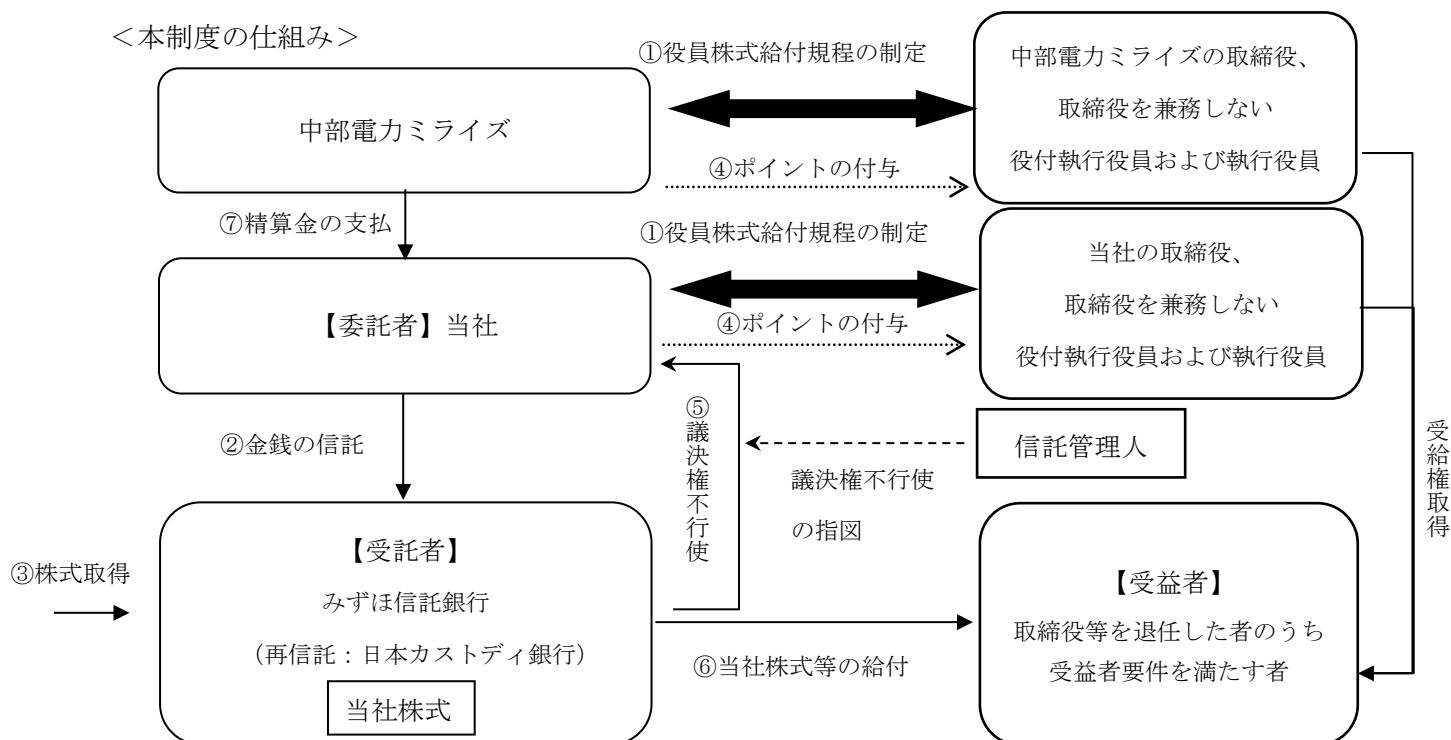 ＜本制度の仕組み＞
①役員株式給付規程の制定
中部電力ミライズ
中部電力ミライズの取締役、
取締役を兼務しない
役付執行役員および執行役員
④ポイントの付与
⑦精算金の支払
①役員株式給付規程の制定
【委託者】当社
当社の取締役、
取締役を兼務しない
役付執行役員および執行役員
④ポイントの付与
②金銭の信託
⑤議決権不行使
議決権不行使
の指図
信託管理人
受給権取得
③株式取得
【受託者】
みずほ信託銀行
（再信託：日本カストディ銀行）
当社株式
⑥当社株式等の給付
【受益者】
取締役等を退任した者のうち
受益者要件を満たす者